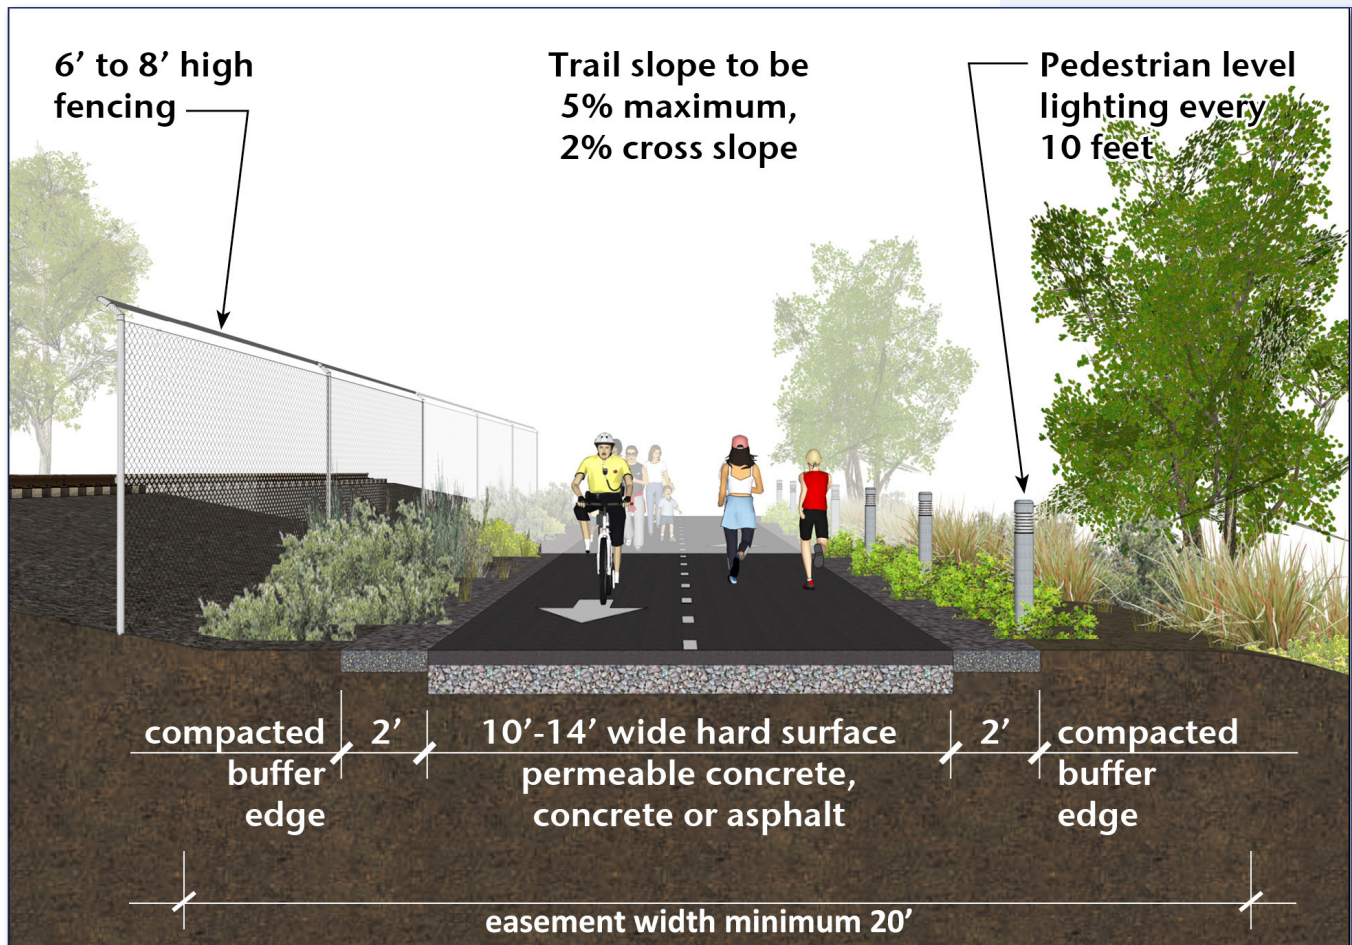 6’ to 8’ high
fencing
Trail slope to be
5% maximum,
2% cross slope
Pedestrian level
lighting every
10 feet
compacted
buffer
edge
2’
10’-14’ wide hard surface
permeable concrete,
concrete or asphalt
2’
compacted
buffer
edge
easement width minimum 20’